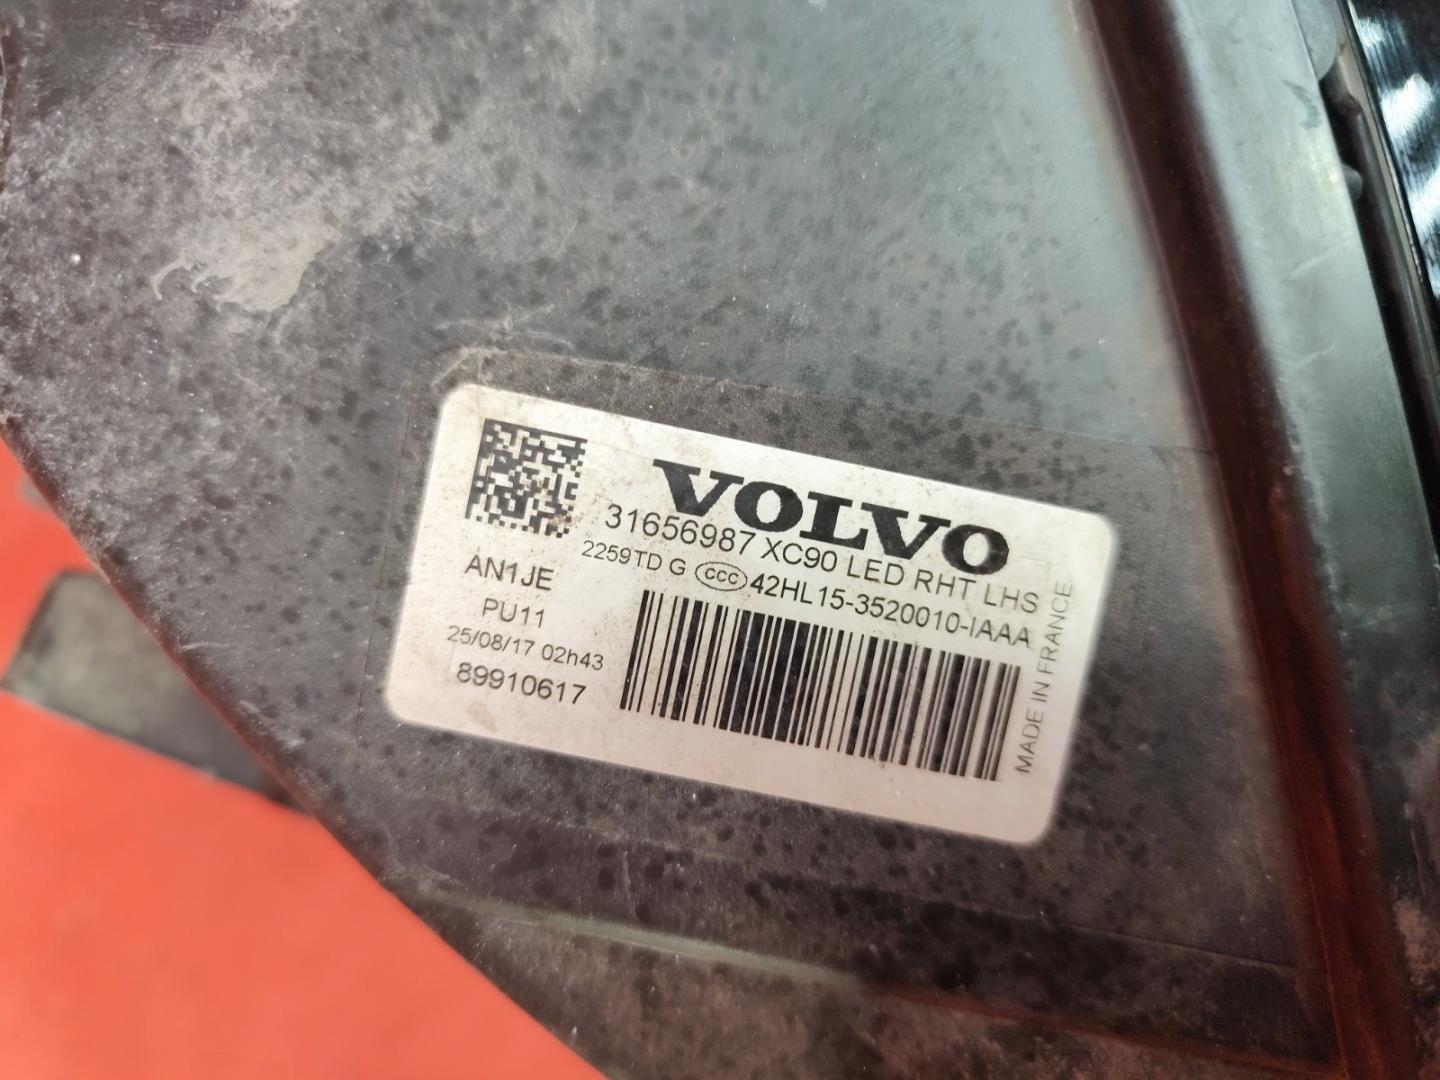 VOLVO
31656987 XC90 LED RHT LHS
2259TD G CCC 42HL15-3520010-IAAA
AN1JE
PU11
25/08/17 02h43
89910617
MADE IN FRANCE